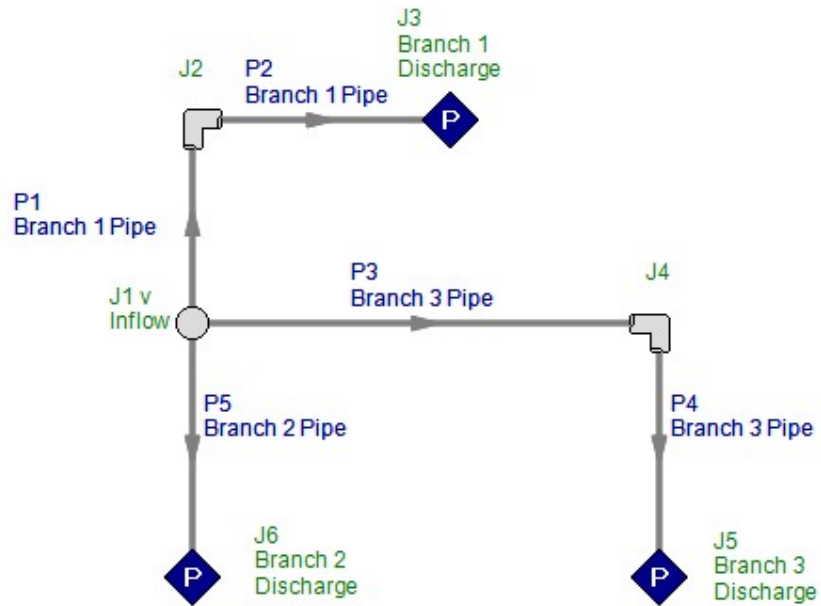 J3
Branch 1
Discharge
J2
P2
Branch 1 Pipe
P
P1
Branch 1 Pipe
P3
Branch 3 Pipe
J4
J1 v
Inflow
P5
Branch 2 Pipe
P4
Branch 3 Pipe
J6
Branch 2
Discharge
P
J5
Branch 3
Discharge
P